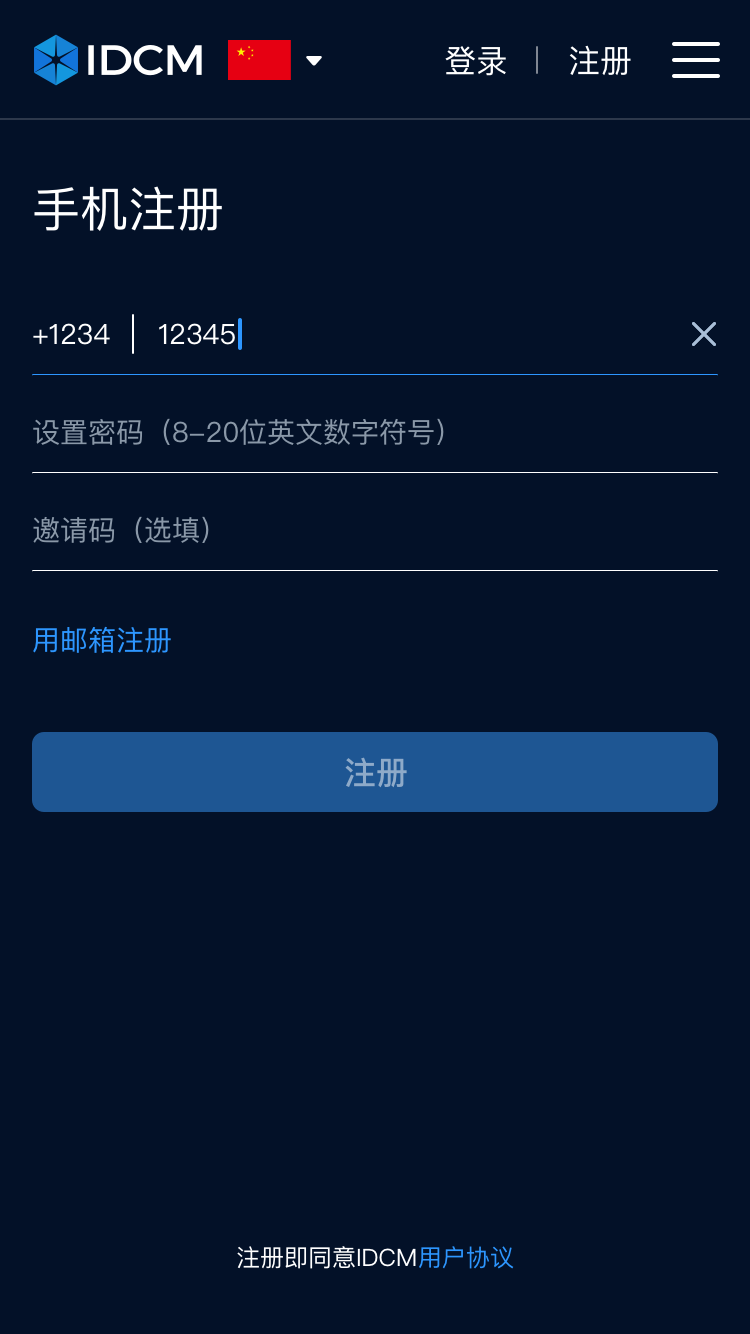 IDCM 登录 注册
手机注册
+1234 12345
设置密码（8–20位英文数字符号）
邀请码（选填）
用邮箱注册
注册
注册即同意IDCM用户协议